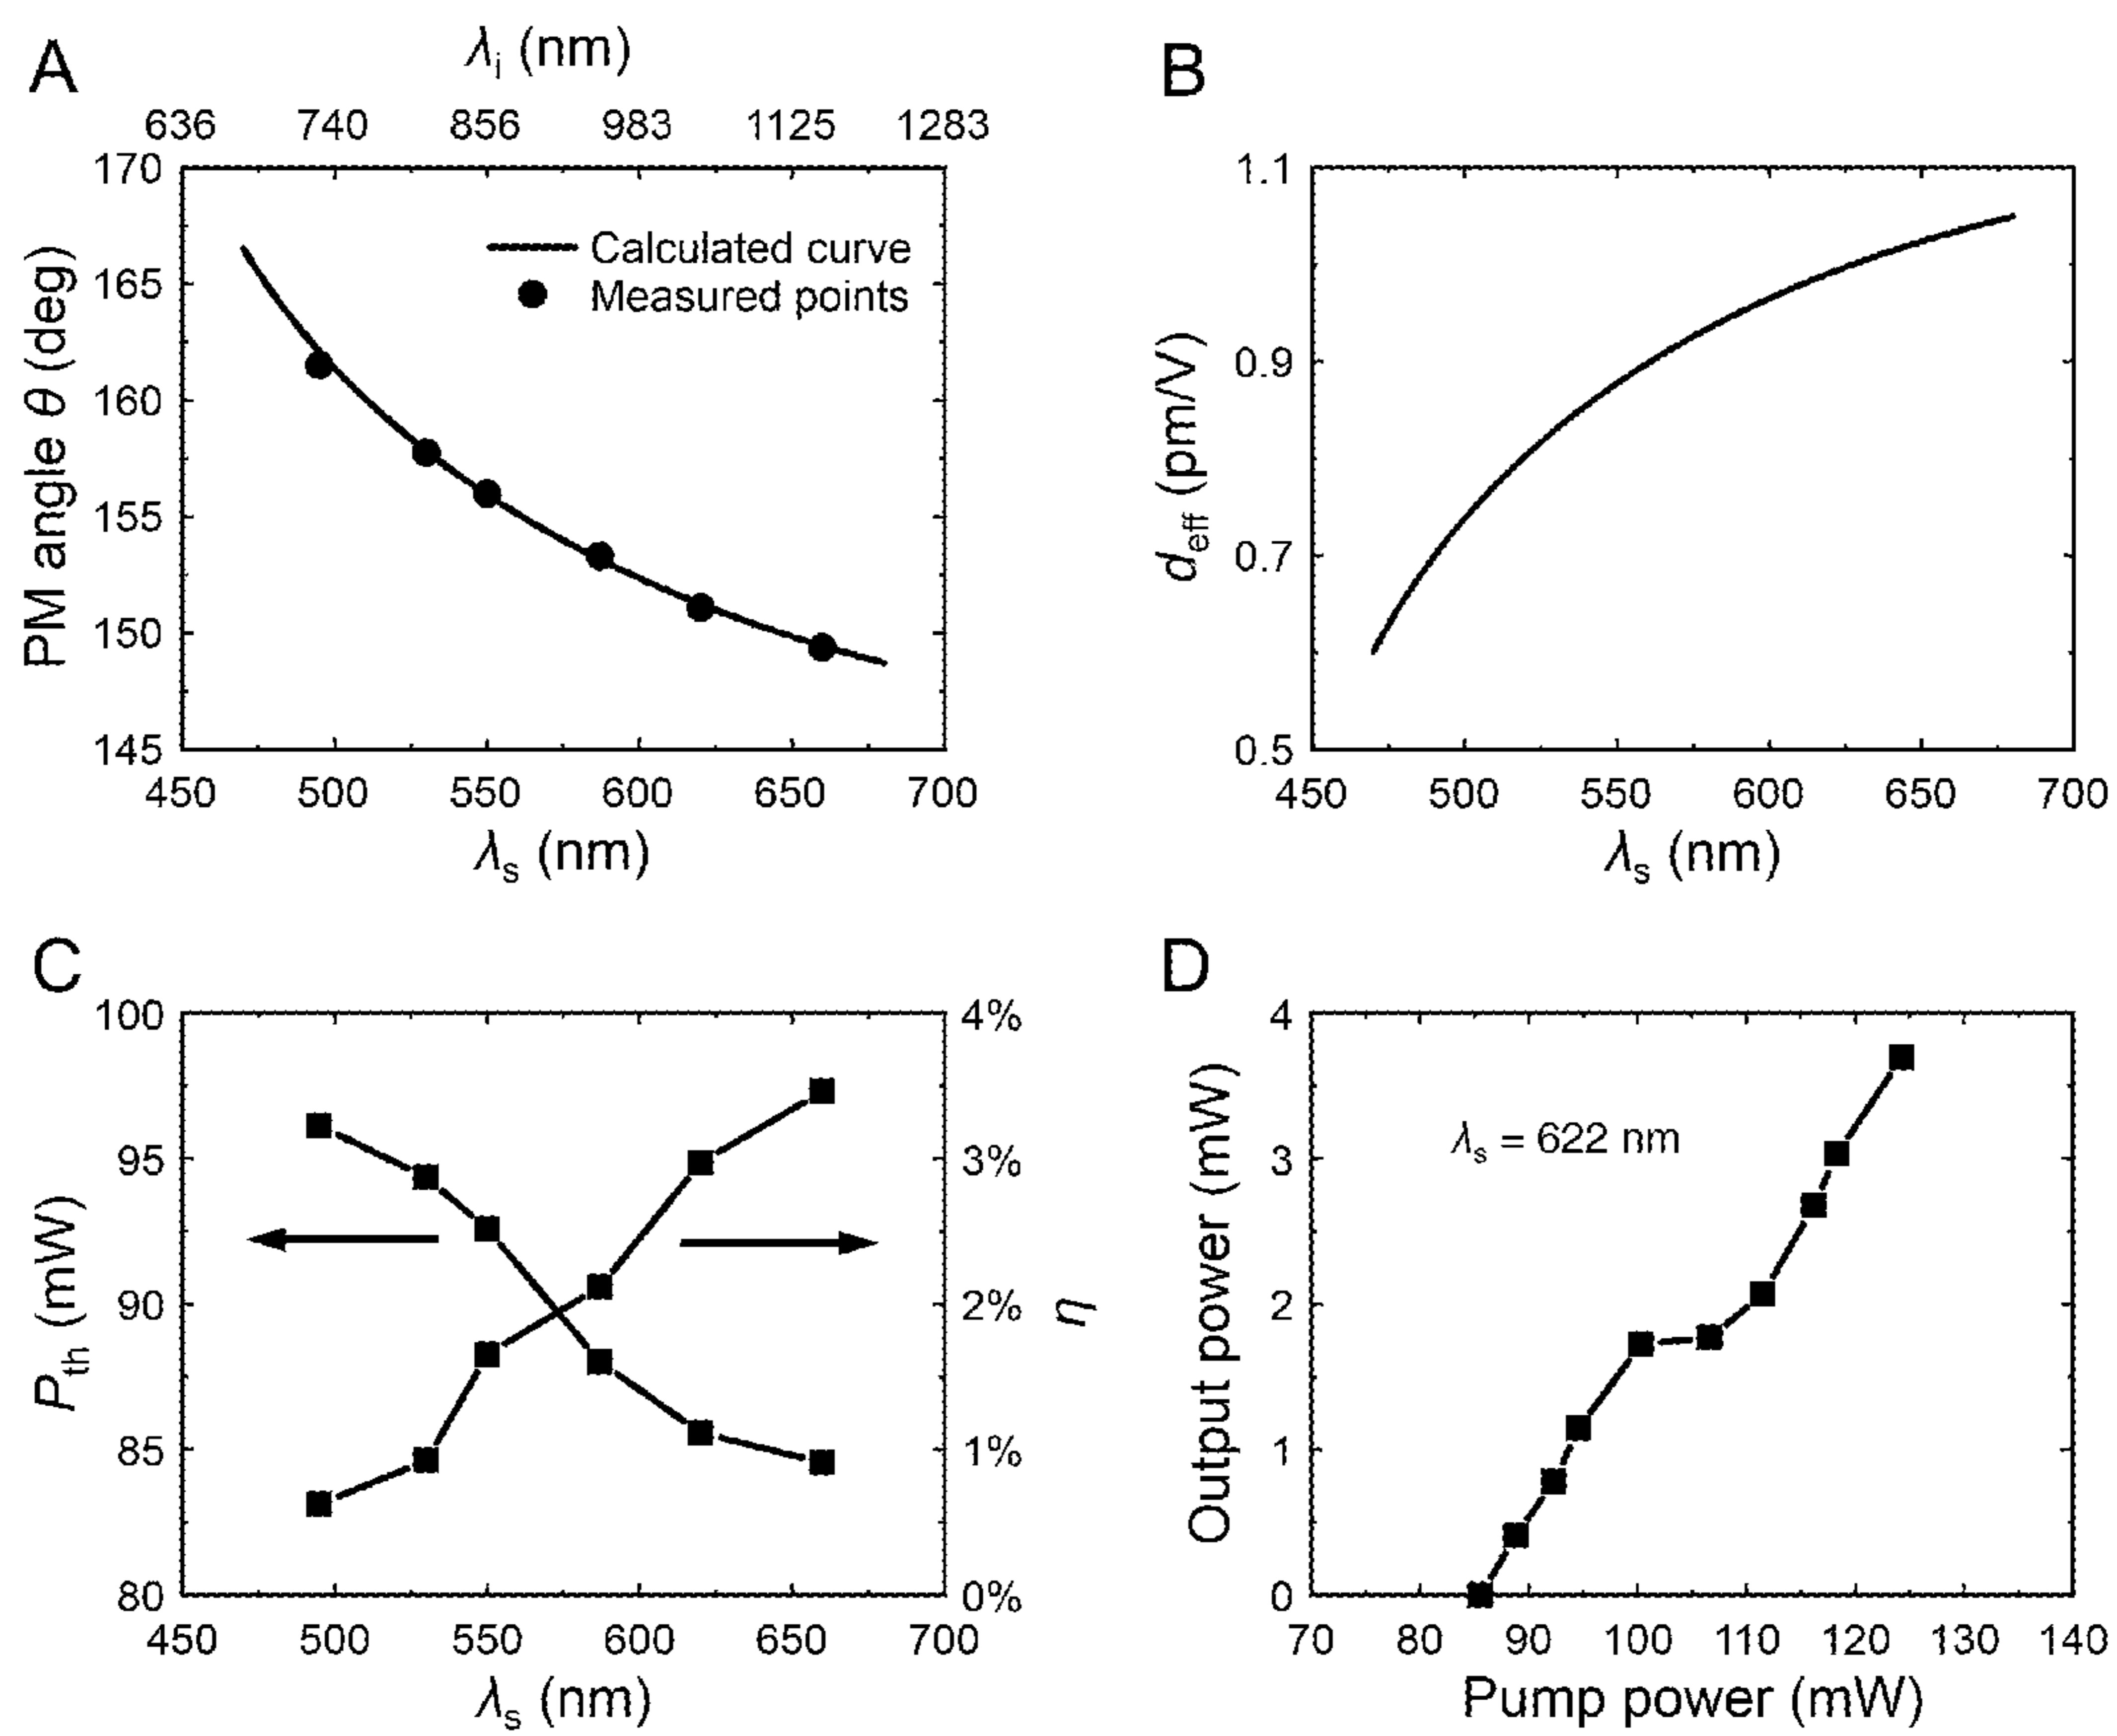 A
λi (nm)
636 740 856 983 1125 1283
170
165
160
155
150
145
PM angle θ (deg)
Calculated curve
Measured points
450 500 550 600 650 700
λs (nm)
B
1.1
0.9
0.7
0.5
deff (pm/V)
450 500 550 600 650 700
λs (nm)
C
100
95
90
85
80
Pth (mW)
4%
3%
2%
1%
0%
η
450 500 550 600 650 700
λs (nm)
D
4
3
2
1
0
Output power (mW)
λs = 622 nm
70 80 90 100 110 120 130 140
Pump power (mW)